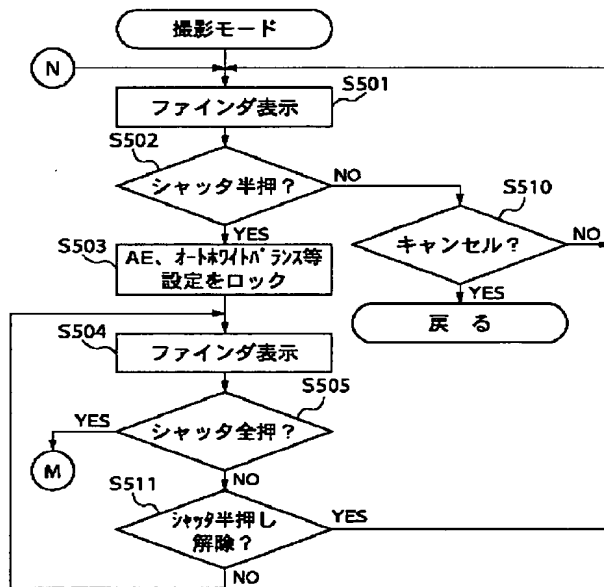 撮影モード
N
S501
ファインダ表示
S502
シャッタ半押?
NO
S510
YES
キャンセル?
NO
S503
AE、オートホワイトバランス等
設定をロック
YES
戻る
S504
ファインダ表示
S505
YES
シャッタ全押?
M
NO
S511
シャッタ半押し
解除?
YES
NO